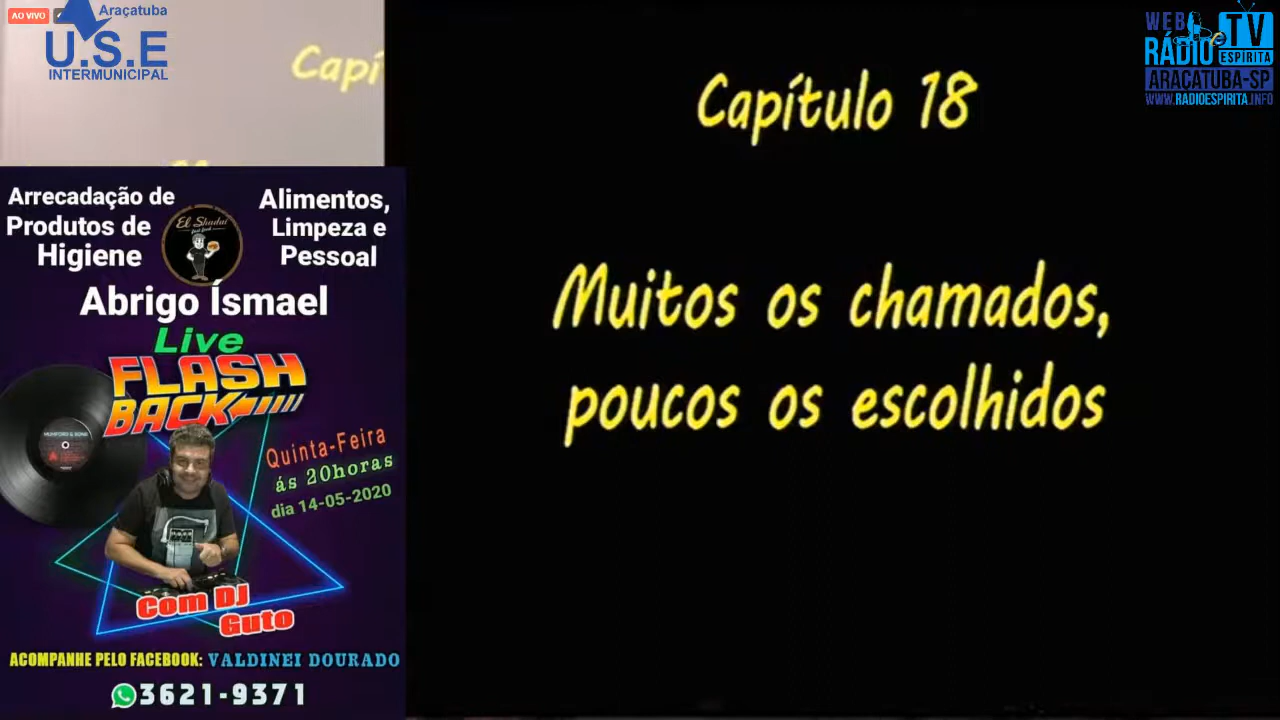 AO VIVO
Araçatuba
U.S.E
INTERMUNICIPAL
Capí
WEB
RÁDIO e TV
ESPÍRITA
ARAÇATUBA-SP
WWW.RADIOESPIRITA.INFO
Capítulo 18
Muitos os chamados,
poucos os escolhidos
Arrecadação de
Produtos de
Higiene
Alimentos,
Limpeza e
Pessoal
El Shadai
Abrigo Ísmael
Live
FLASH
BACK
Quinta-Feira
ás 20horas
dia 14-05-2020
Com DJ
Guto
ACOMPANHE PELO FACEBOOK: VALDINEI DOURADO
3621-9371